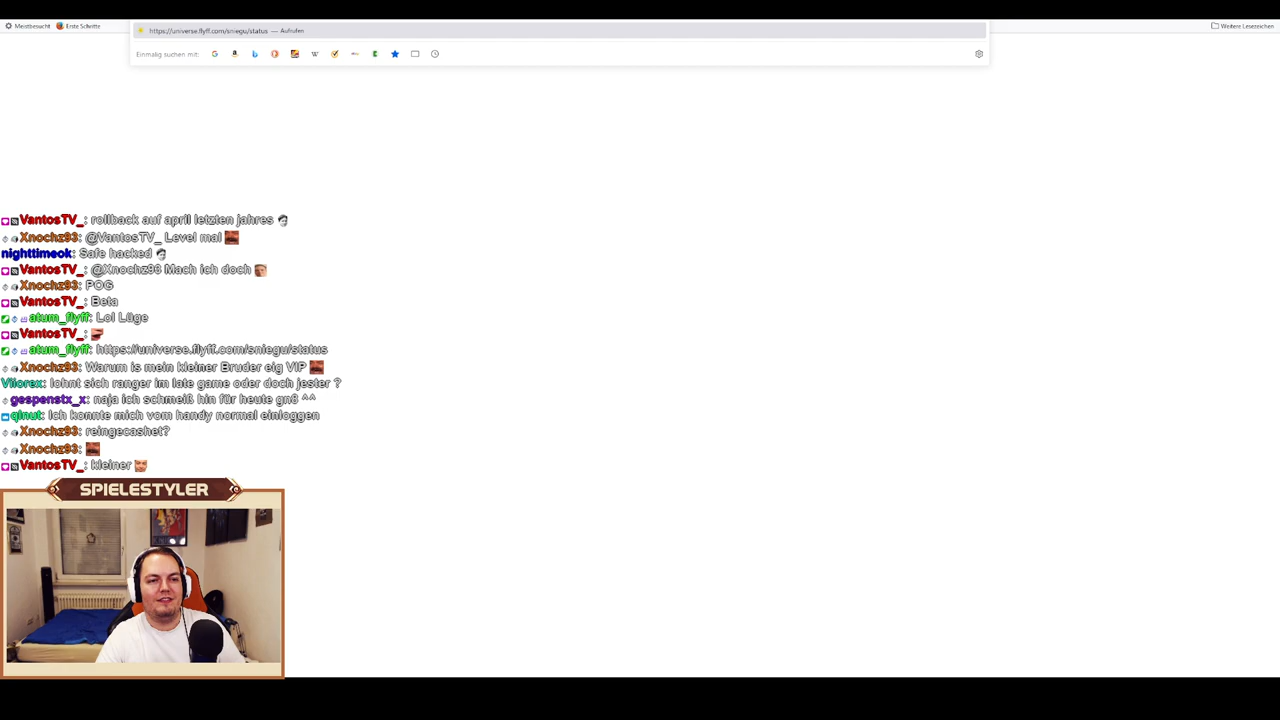 Meistbesucht Erste Schritte
https://universe.flyff.com/sniegu/status — Aufrufen
Weitere Lesezeichen
Einmalig suchen mit:
VantosTV_: rollback auf april letzten jahres
Xnochz93: @VantosTV_ Level mal
nighttimeok: Safe hacked
VantosTV_: @Xnochz93 Mach ich doch
Xnochz93: POG
VantosTV_: Beta
atum_flyff: Lol Lüge
VantosTV_:
atum_flyff: https://universe.flyff.com/sniegu/status
Xnochz93: Warum is mein kleiner Bruder eig VIP
Viiorex: lohnt sich ranger im late game oder doch jester ?
gespenstx_x: naja ich schmeiß hin für heute gn8 ^^
qinut: Ich konnte mich vom handy normal einloggen
Xnochz93: reingecashet?
Xnochz93:
VantosTV_: kleiner
SPIELESTYLER